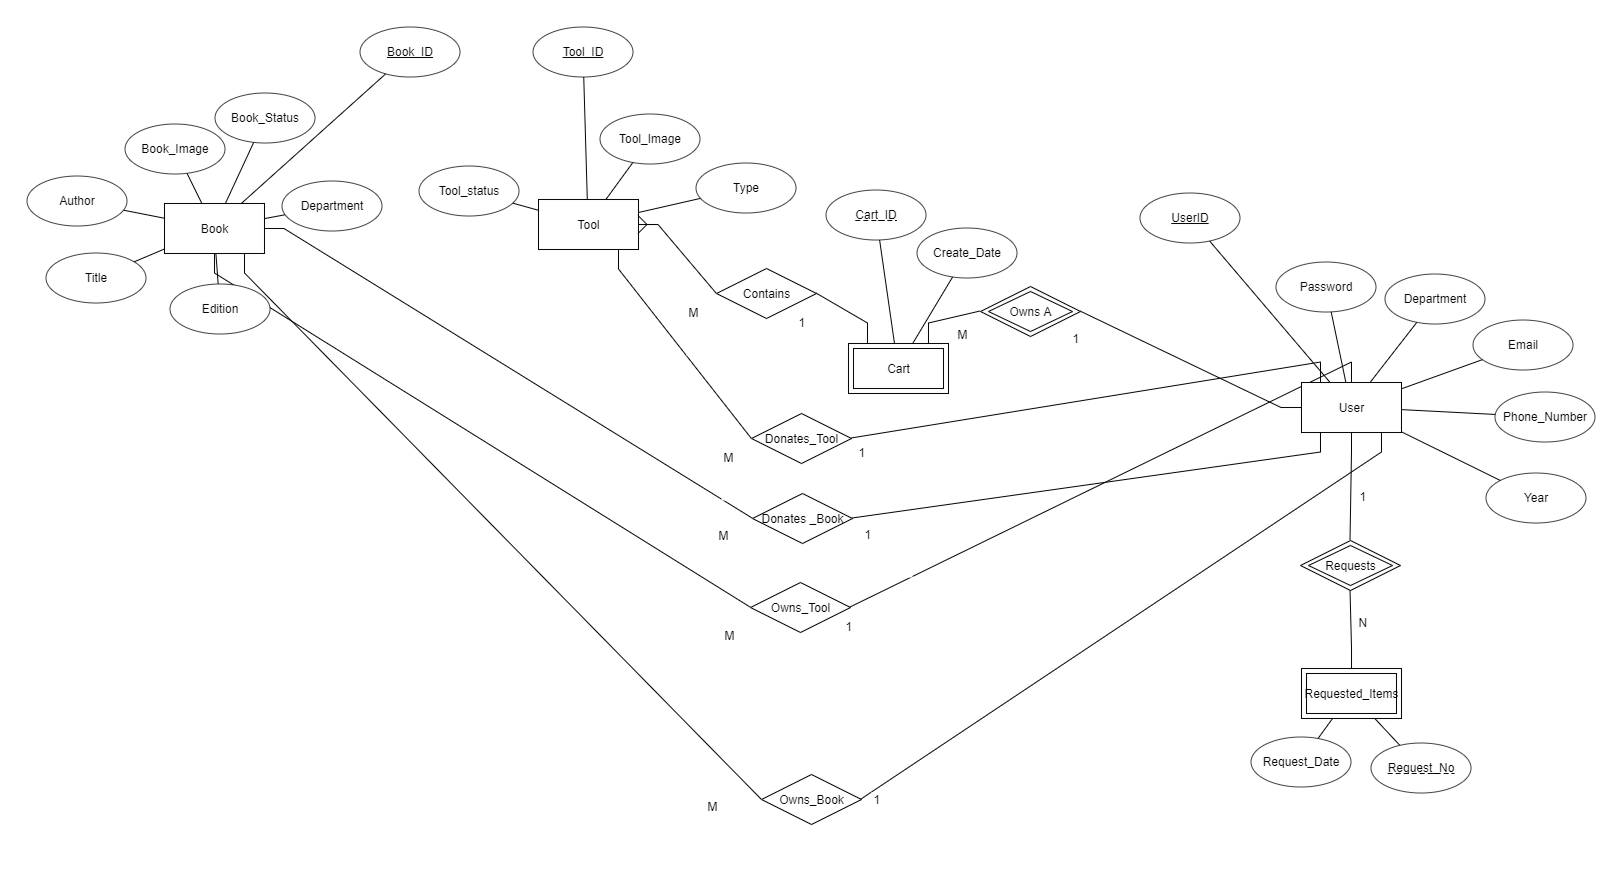 Book_ID
Tool_ID
Book_Status
Book_Image
Tool_Image
Author
Department
Tool_status
Type
Book
Tool
Cart_ID
UserID
Create_Date
Title
Edition
Contains
M
1
Password
Department
Owns A
M
1
Email
Cart
User
Phone_Number
Donates_Tool
M
1
Year
1
Donates _Book
M
1
Requests
Owns_Tool
M
1
N
Requested_Items
Request_Date
Request_No
Owns_Book
M
1